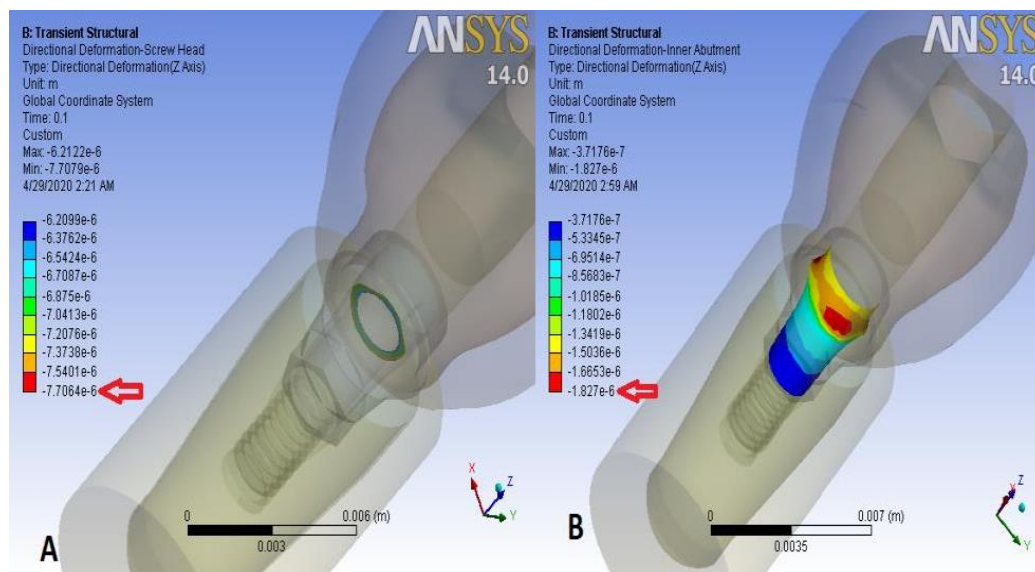 B: Transient Structural
Directional Deformation-Screw Head
Type: Directional Deformation(Z Axis)
Unit: m
Global Coordinate System
Time: 0.1
Custom
Max: -6.2122e-6
Min: -7.7079e-6
4/29/2020 2:21 AM
-6.2099e-6
-6.3762e-6
-6.5424e-6
-6.7087e-6
-6.875e-6
-7.0413e-6
-7.2076e-6
-7.3738e-6
-7.5401e-6
-7.7064e-6
ANSYS
14.0
X
Z
Y
0
0.006 (m)
0.003
A
B: Transient Structural
Directional Deformation-Inner Abutment
Type: Directional Deformation(Z Axis)
Unit: m
Global Coordinate System
Time: 0.1
Custom
Max: -3.7176e-7
Min: -1.827e-6
4/29/2020 2:59 AM
-3.7176e-7
-5.3345e-7
-6.9514e-7
-8.5683e-7
-1.0185e-6
-1.1802e-6
-1.3419e-6
-1.5036e-6
-1.6653e-6
-1.827e-6
ANSYS
14.0
X
Z
Y
0
0.007 (m)
0.0035
B